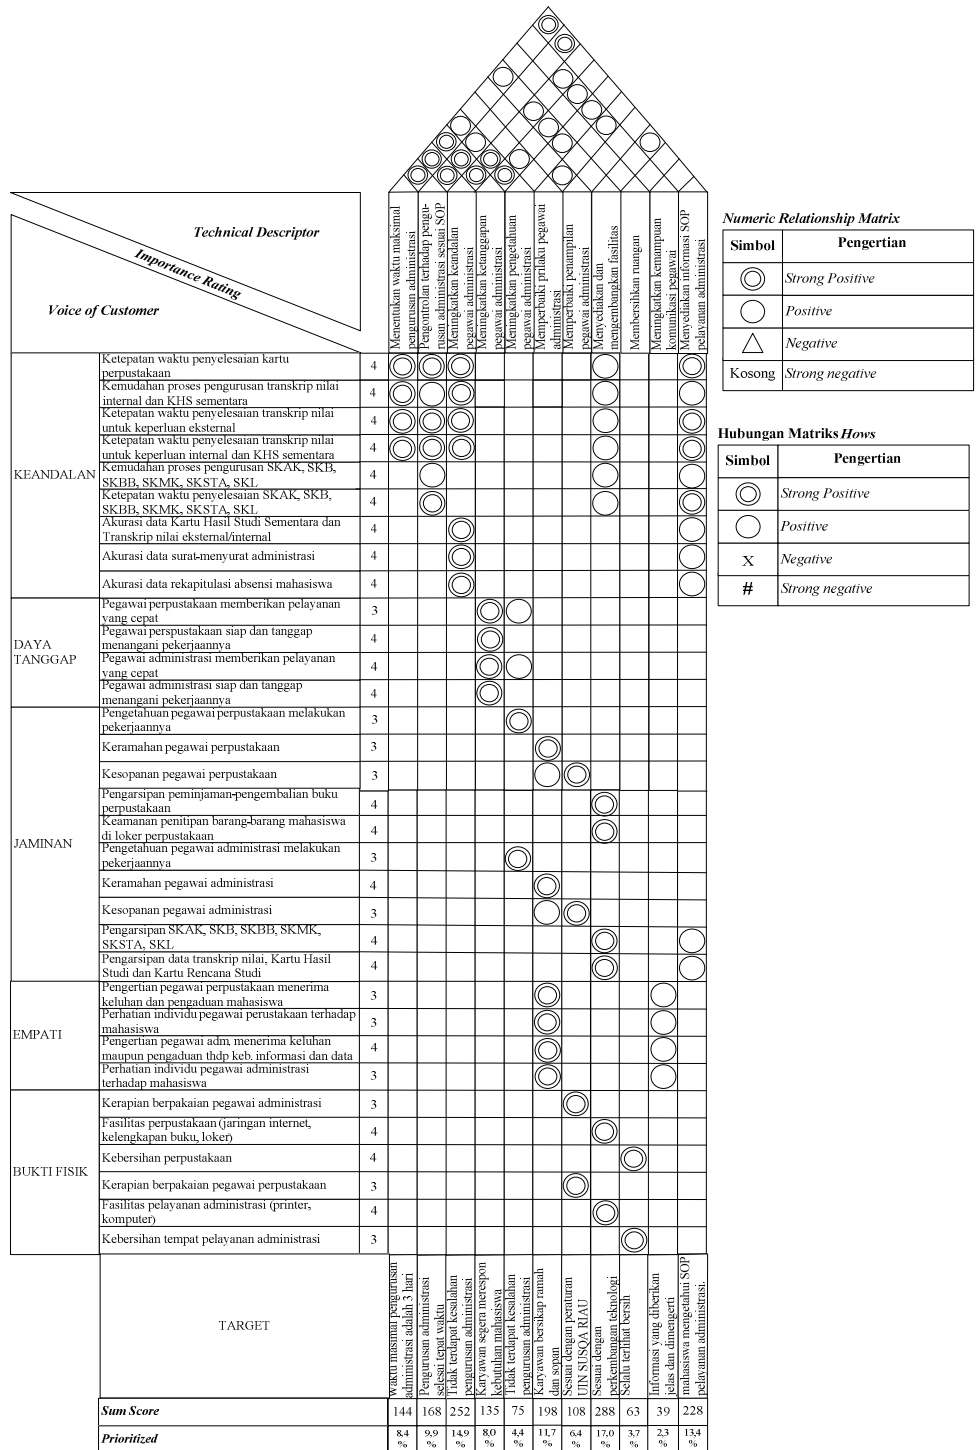 Technical Descriptor
Importance Rating
Voice of Customer
Menentukan waktu maksimal
pengurusan administrasi
Pengontrolan terhadap pengu-
rusan administrasi sesuai SOP
Meningkatkan keandalan
pegawai administrasi
Meningkatkan ketanggapan
pegawai administrasi
Meningkatkan pengetahuan
pegawai administrasi
Memperbaiki prilaku pegawai
administrasi
Memperbaiki penampilan
pegawai administrasi
Menyediakan dan
mengembangkan fasilitas
Membersihkan ruangan
Meningkatkan kemampuan
komunikasi pegawai
Menyediakan informasi SOP
pelayanan administrasi
Numeric Relationship Matrix
Simbol Pengertian
Strong Positive
Positive
Negative
Kosong Strong negative
Hubungan Matriks Hows
Simbol Pengertian
Strong Positive
Positive
X Negative
# Strong negative
KEANDALAN
Ketepatan waktu penyelesaian kartu
perpustakaan 4
Kemudahan proses pengurusan transkrip nilai
internal dan KHS sementara 4
Ketepatan waktu penyelesaian transkrip nilai
untuk keperluan eksternal 4
Ketepatan waktu penyelesaian transkrip nilai
untuk keperluan internal dan KHS sementara 4
Kemudahan proses pengurusan SKAK, SKB,
SKBB, SKMK, SKSTA, SKL 4
Ketepatan waktu penyelesaian SKAK, SKB,
SKBB, SKMK, SKSTA, SKL 4
Akurasi data Kartu Hasil Studi Sementara dan
Transkrip nilai eksternal/internal 4
Akurasi data surat-menyurat administrasi 4
Akurasi data rekapitulasi absensi mahasiswa 4
DAYA
TANGGAP
Pegawai perpustakaan memberikan pelayanan
yang cepat 3
Pegawai perspustakaan siap dan tanggap
menangani pekerjaannya 4
Pegawai administrasi memberikan pelayanan
yang cepat 4
Pegawai administrasi siap dan tanggap
menangani pekerjaannya 4
JAMINAN
Pengetahuan pegawai perpustakaan melakukan
pekerjaannya 3
Keramahan pegawai perpustakaan 3
Kesopanan pegawai perpustakaan 3
Pengarsipan peminjaman-pengembalian buku
perpustakaan 4
Keamanan penitipan barang-barang mahasiswa
di loker perpustakaan 4
Pengetahuan pegawai administrasi melakukan
pekerjaannya 3
Keramahan pegawai administrasi 4
Kesopanan pegawai administrasi 3
Pengarsipan SKAK, SKB, SKBB, SKMK,
SKSTA, SKL 4
Pengarsipan data transkrip nilai, Kartu Hasil
Studi dan Kartu Rencana Studi 4
EMPATI
Pengertian pegawai perpustakaan menerima
keluhan dan pengaduan mahasiswa 3
Perhatian individu pegawai perustakaan terhadap
mahasiswa 3
Pengertian pegawai adm. menerima keluhan
maupun pengaduan thdp keb. informasi dan data 4
Perhatian individu pegawai administrasi
terhadap mahasiswa 3
BUKTI FISIK
Kerapian berpakaian pegawai administrasi 3
Fasilitas perpustakaan (jaringan internet,
kelengkapan buku, loker) 4
Kebersihan perpustakaan 4
Kerapian berpakaian pegawai perpustakaan 3
Fasilitas pelayanan administrasi (printer,
komputer) 4
Kebersihan tempat pelayanan administrasi 3
TARGET
Waktu masimal pengurusan
administrasi adalah 3 hari
Pengurusan administrasi
selesai tepat waktu
Tidak terdapat kesalahan
pengurusan administrasi
Karyawan segera merespon
kebutuhan mahasiswa
Tidak terdapat kesalahan
pengurusan administrasi
Karyawan bersikap ramah
dan sopan
Sesuai dengan peraturan
UIN SUSQA RIAU
Sesuai dengan
perkembangan teknologi
Selalu terlihat bersih
Informasi yang diberikan
jelas dan dimengerti
mahasiswa mengetahui SOP
pelayanan administrasi.
Sum Score 144 168 252 135 75 198 108 288 63 39 228
Prioritized 8,4 % 9,9 % 14,9 % 8,0 % 4,4 % 11,7 % 6,4 % 17,0 % 3,7 % 2,3 % 13,4 %